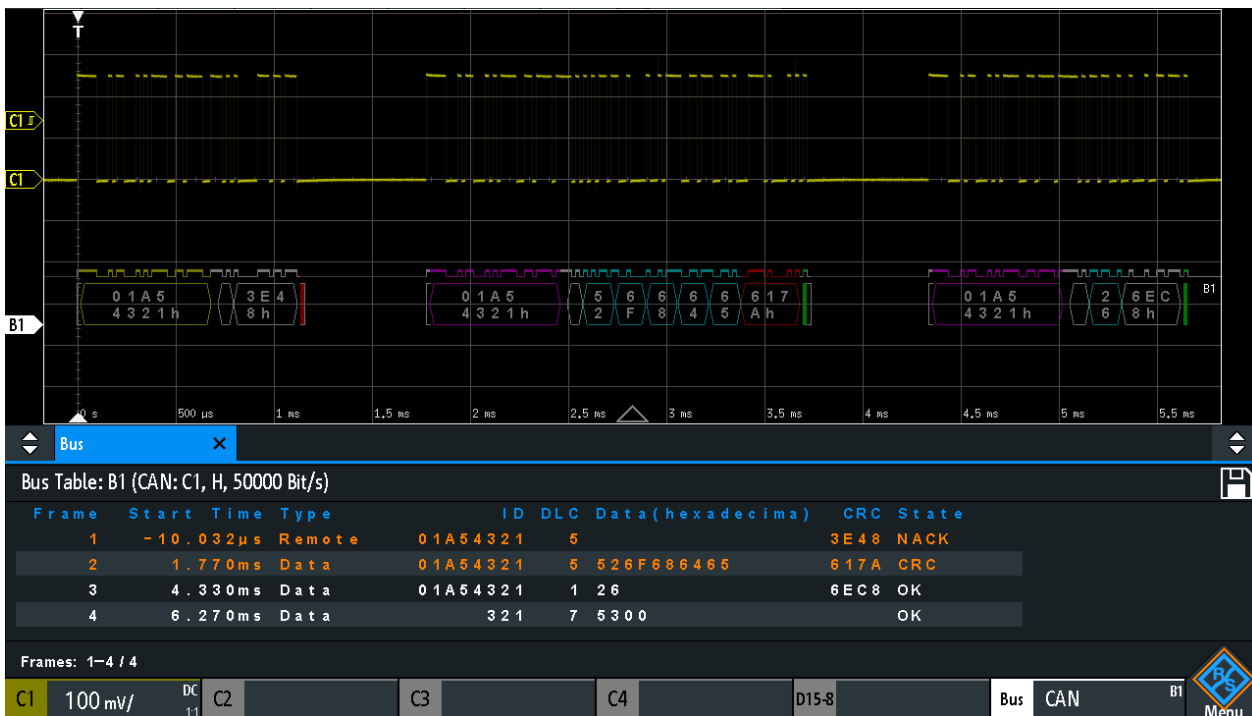 T
C1
C1
01A5 3E4 01A5 5 6 6 6 6 617 01A5 2 6EC B1
4321h 8h 4321h 2 F 8 4 5 Ah 4321h 6 8h
B1
0 s 500 µs 1 ms 1.5 ms 2 ms 2.5 ms 3 ms 3.5 ms 4 ms 4.5 ms 5 ms 5.5 ms
Bus
Bus Table: B1 (CAN: C1, H, 50000 Bit/s)
Frame Start Time Type ID DLC Data(hexadecima) CRC State
1 -10.032µs Remote 01A54321 5 3E48 NACK
2 1.770ms Data 01A54321 5 526F686465 617A CRC
3 4.330ms Data 01A54321 1 26 6EC8 OK
4 6.270ms Data 321 7 5300 OK
Frames: 1-4 / 4
C1 100 mV/ DC 1:1 C2 C3 C4 D15-8 Bus CAN B1 R/S Menu